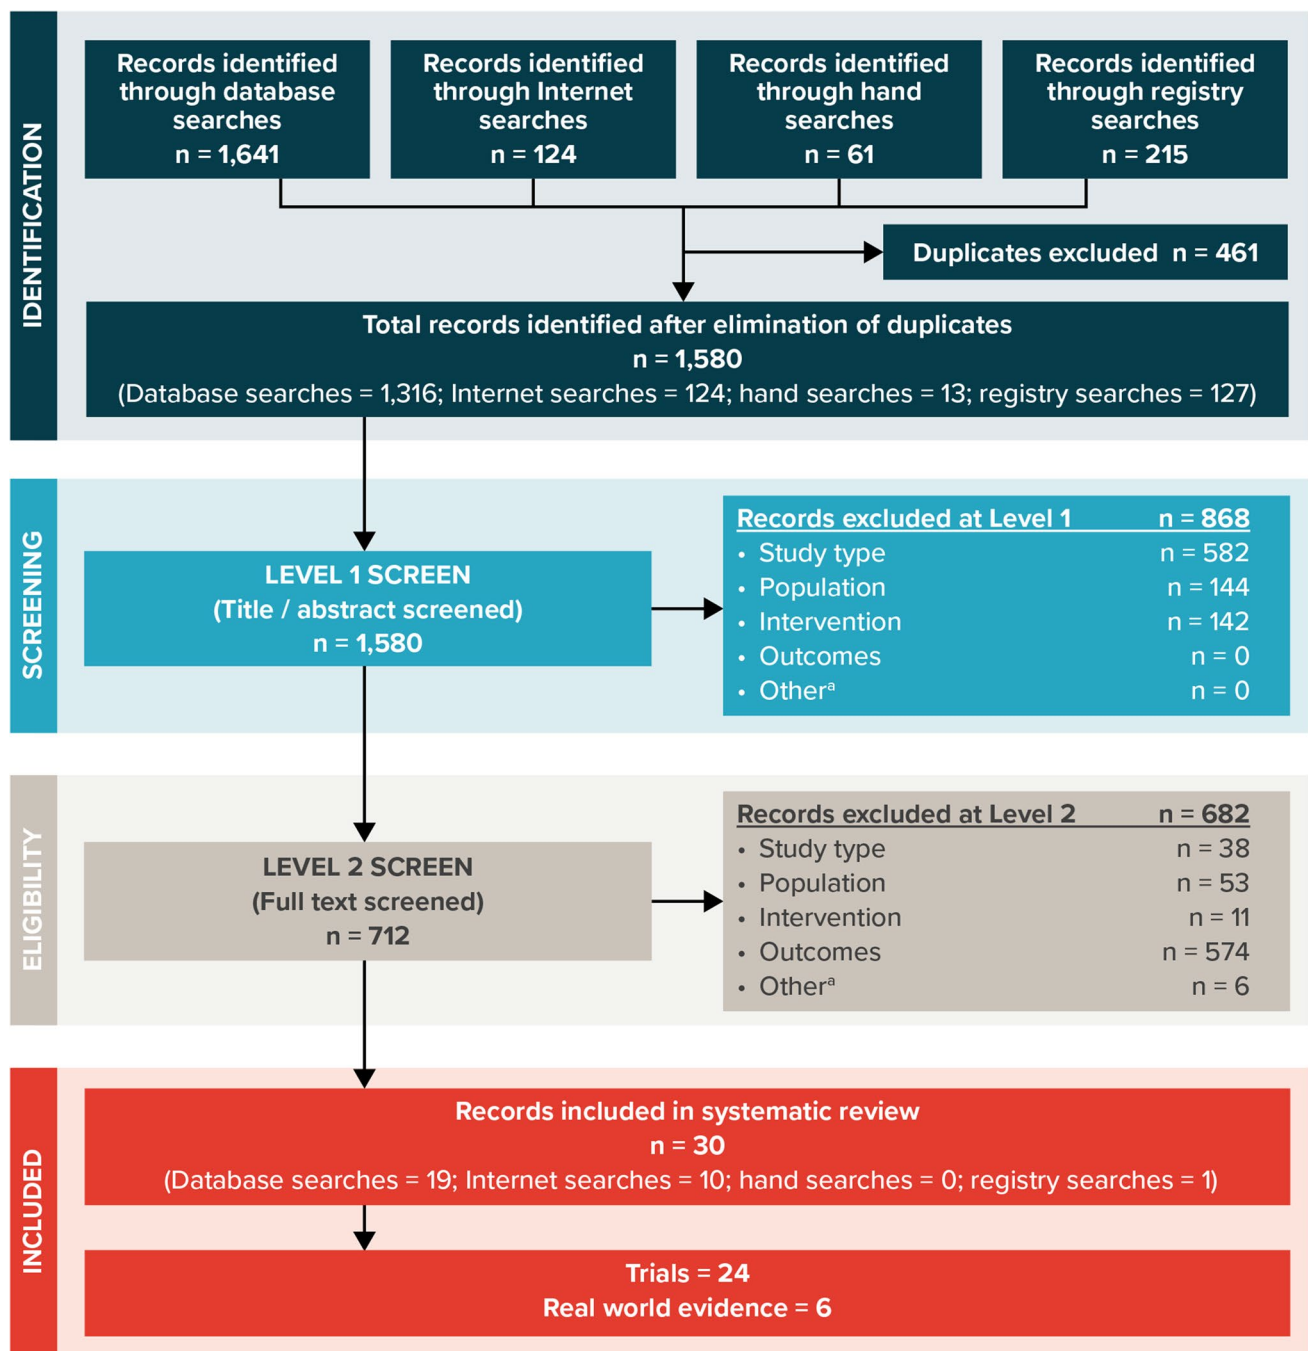 IDENTIFICATION
Records identified
through database
searches
n = 1,641
Records identified
through Internet
searches
n = 124
Records identified
through hand
searches
n = 61
Records identified
through registry
searches
n = 215
Duplicates excluded n = 461
Total records identified after elimination of duplicates
n = 1,580
(Database searches = 1,316; Internet searches = 124; hand searches = 13; registry searches = 127)
SCREENING
LEVEL 1 SCREEN
(Title / abstract screened)
n = 1,580
Records excluded at Level 1 n = 868
• Study type n = 582
• Population n = 144
• Intervention n = 142
• Outcomes n = 0
• Otherᵃ n = 0
ELIGIBILITY
LEVEL 2 SCREEN
(Full text screened)
n = 712
Records excluded at Level 2 n = 682
• Study type n = 38
• Population n = 53
• Intervention n = 11
• Outcomes n = 574
• Otherᵃ n = 6
INCLUDED
Records included in systematic review
n = 30
(Database searches = 19; Internet searches = 10; hand searches = 0; registry searches = 1)
Trials = 24
Real world evidence = 6